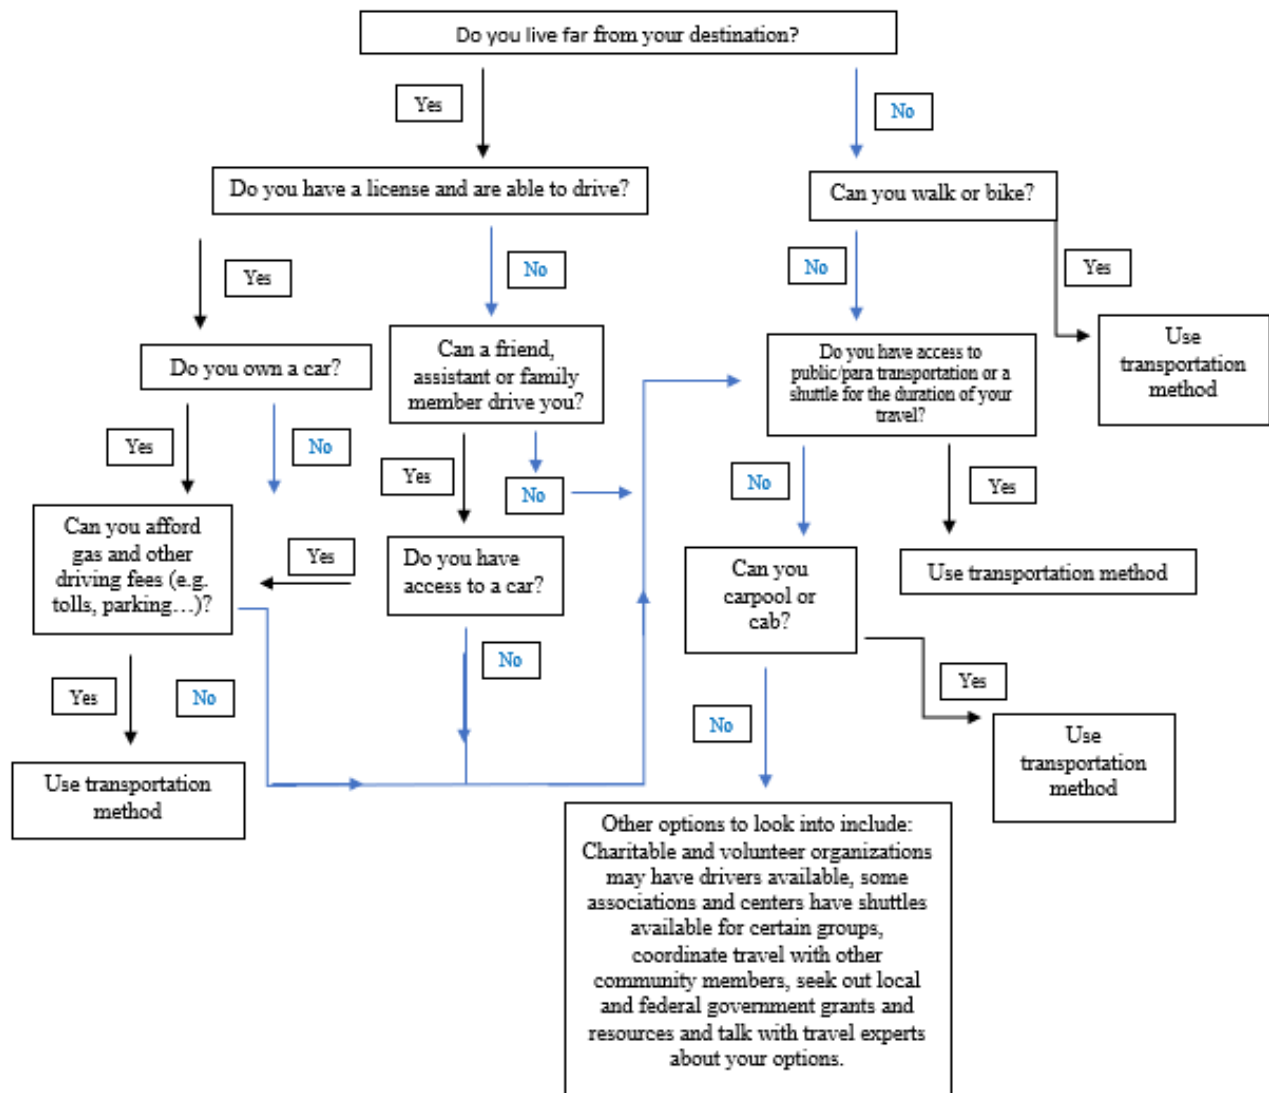 Do you live far from your destination?
Yes
No
Do you have a license and are able to drive?
Can you walk or bike?
Yes
No
No
Yes
Do you own a car?
Can a friend,
assistant or family
member drive you?
Do you have access to
public/para transportation or a
shuttle for the duration of your
travel?
Use
transportation
method
Yes
No
Yes
No
No
Yes
Can you afford
gas and other
driving fees (e.g.
tolls, parking…)?
Yes
Do you have
access to a car?
Can you
carpool or
cab?
Use transportation method
Yes
No
No
No
Yes
Use transportation
method
Use
transportation
method
Other options to look into include:
Charitable and volunteer organizations
may have drivers available, some
associations and centers have shuttles
available for certain groups,
coordinate travel with other
community members, seek out local
and federal government grants and
resources and talk with travel experts
about your options.